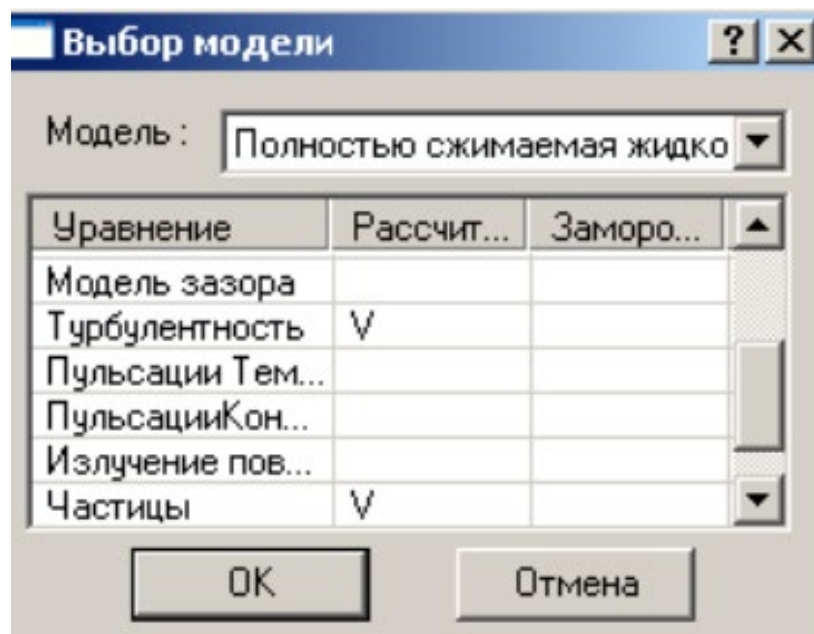 Выбор модели
Модель : Полностью сжимаемая жидко
Уравнение Рассчит... Заморо...
Модель зазора
Турбулентность V
Пульсации Тем...
ПульсацииКон...
Излучение пов...
Частицы V
OK Отмена